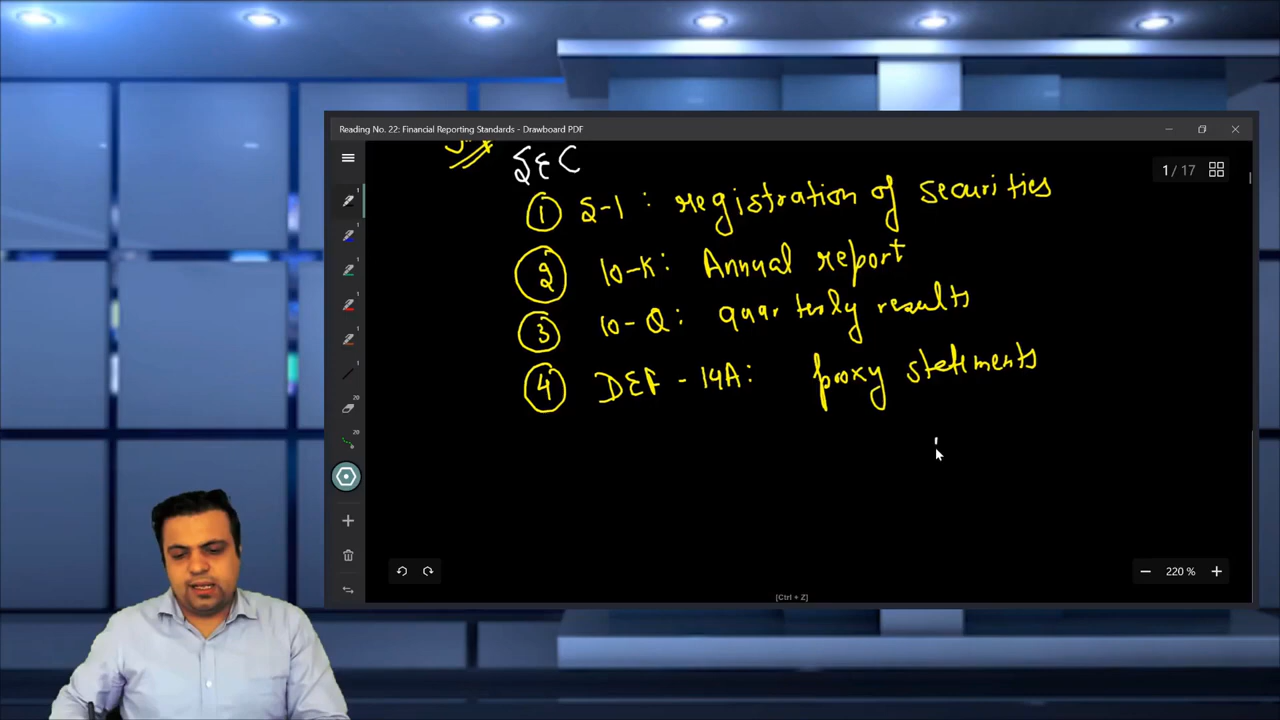 Reading No. 22: Financial Reporting Standards - Drawboard PDF
1 / 17
SEC
1 S-1 : registration of securities
2 10-K: Annual report
3 10-Q: quarterly results
4 DEF - 14A: proxy statements
220 %
[Ctrl + Z]